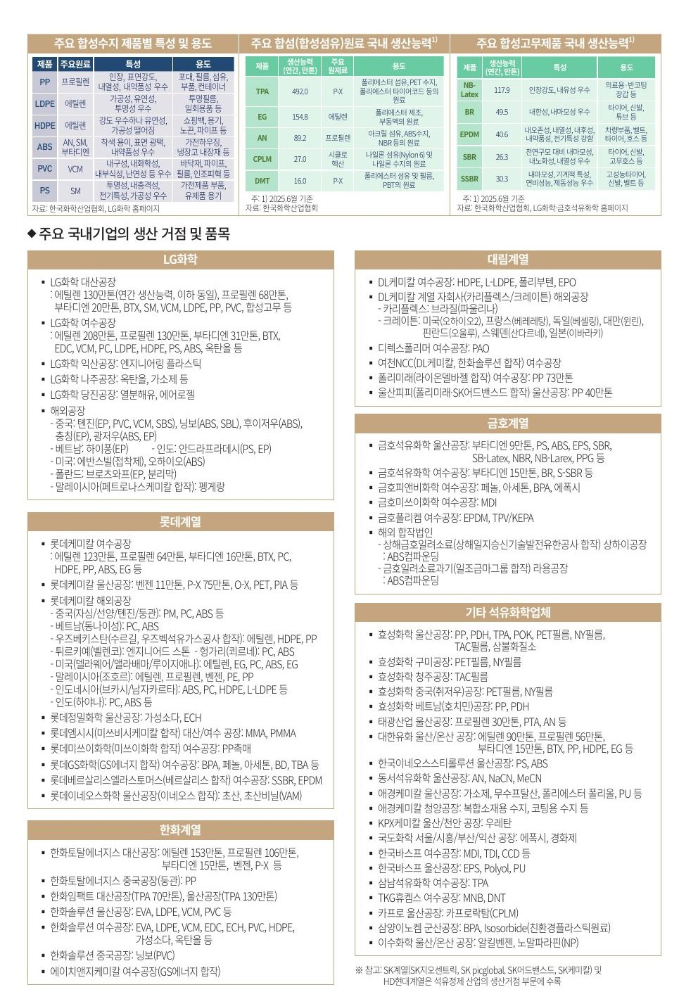 주요 합성수지 제품별 특성 및 용도
제품 주요원료 특성 용도
PP 프로필렌 인장, 표면강도, 내열성, 내약품성 우수 포대, 필름, 섬유, 부품, 컨테이너
LDPE 에틸렌 가공성, 유연성, 투명성 우수 투명필름, 일회용품 등
HDPE 에틸렌 강도 우수하나 유연성, 가공성 떨어짐 쇼핑백, 용기, 노끈, 파이프 등
ABS AN, SM, 부타디엔 착색 용이, 표면 광택, 내약품성 우수 가전하우징, 냉장고 내장재 등
PVC VCM 내구성, 내화학성, 내부식성, 난연성 등 우수 바닥재, 파이프, 필름, 인조피혁 등
PS SM 투명성, 내충격성, 전기특성, 가공성 우수 가전제품 부품, 유제품 용기
자료: 한국화학산업협회, LG화학 홈페이지
주요 합섬(합성섬유)원료 국내 생산능력1)
제품 생산능력(연간, 만톤) 주요 원재료 용도
TPA 492.0 P-X 폴리에스터 섬유, PET 수지, 폴리에스터 타이어코드 등의 원료
EG 154.8 에틸렌 폴리에스터 제조, 부동액의 원료
AN 89.2 프로필렌 아크릴 섬유, ABS수지, NBR 등의 원료
CPLM 27.0 시클로헥산 나일론 섬유(Nylon 6) 및 나일론 수지의 원료
DMT 16.0 P-X 폴리에스터 섬유 및 필름, PBT의 원료
주: 1) 2025.6월 기준
자료: 한국화학산업협회
주요 합성고무제품 국내 생산능력1)
제품 생산능력(연간, 만톤) 특성 용도
NB-Latex 117.9 인장강도, 내유성 우수 의료용·반코팅 장갑 등
BR 49.5 내한성, 내마모성 우수 타이어, 신발, 튜브 등
EPDM 40.6 내오존성, 내열성, 내후성, 내약품성, 전기특성 강함 차량부품, 벨트, 타이어, 호스 등
SBR 26.3 천연구모 대비 내마모성, 내노화성, 내열성 우수 타이어, 신발, 고무호스 등
SSBR 30.3 내마모성, 기계적 특성, 연비성능, 제동성능 우수 고성능타이어, 신발, 벨트 등
주: 1) 2025.6월 기준
자료: 한국화학산업협회, LG화학·금호석유화학 홈페이지
◆ 주요 국내기업의 생산 거점 및 품목
LG화학
▪ LG화학 대산공장
: 에틸렌 130만톤(연간 생산능력, 이하 동일), 프로필렌 68만톤,
부타디엔 20만톤, BTX, SM, VCM, LDPE, PP, PVC, 합성고무 등
▪ LG화학 여수공장
: 에틸렌 208만톤, 프로필렌 130만톤, 부타디엔 31만톤, BTX,
EDC, VCM, PC, LDPE, HDPE, PS, ABS, 옥탄올 등
▪ LG화학 익산공장: 엔지니어링 플라스틱
▪ LG화학 나주공장: 옥탄올, 가소제 등
▪ LG화학 당진공장: 열분해유, 에어로젤
▪ 해외공장
- 중국: 톈진(EP, PVC, VCM, SBS), 닝보(ABS, SBL), 후이저우(ABS),
충칭(EP), 광저우(ABS, EP)
- 베트남: 하이퐁(EP) - 인도: 안드라프라데시(PS, EP)
- 미국: 에반스빌(접착제), 오하이오(ABS)
- 폴란드: 브로츠와프(EP, 분리막)
- 말레이시아(페트로나스케미칼 합작): 펭게랑
롯데계열
▪ 롯데케미칼 여수공장
: 에틸렌 123만톤, 프로필렌 64만톤, 부타디엔 16만톤, BTX, PC,
HDPE, PP, ABS, EG 등
▪ 롯데케미칼 울산공장: 벤젠 11만톤, P-X 75만톤, O-X, PET, PIA 등
▪ 롯데케미칼 해외공장
- 중국(자싱/선양/톈진/둥관): PM, PC, ABS 등
- 베트남(동나이성): PC, ABS
- 우즈베키스탄(수르길, 우즈벡석유가스공사 합작): 에틸렌, HDPE, PP
- 튀르키예(벨렌코): 엔지니어드 스톤 - 헝가리(쾨르네): PC, ABS
- 미국(델라웨어/앨라배마/루이지애나): 에틸렌, EG, PC, ABS, EG
- 말레이시아(조호르): 에틸렌, 프로필렌, 벤젠, PE, PP
- 인도네시아(브카시/남자카르타): ABS, PC, HDPE, L-LDPE 등
- 인도(하야나): PC, ABS 등
▪ 롯데정밀화학 울산공장: 가성소다, ECH
▪ 롯데엠시시(미쓰비시케미칼 합작) 대산/여수 공장: MMA, PMMA
▪ 롯데미쓰이화학(미쓰이화학 합작) 여수공장: PP촉매
▪ 롯데GS화학(GS에너지 합작) 여수공장: BPA, 페놀, 아세톤, BD, TBA 등
▪ 롯데베르살리스엘라스토머스(베르살리스 합작) 여수공장: SSBR, EPDM
▪ 롯데이네오스화학 울산공장(이네오스 합작): 초산, 초산비닐(VAM)
한화계열
▪ 한화토탈에너지스 대산공장: 에틸렌 153만톤, 프로필렌 106만톤,
부타디엔 15만톤, 벤젠, P-X 등
▪ 한화토탈에너지스 중국공장(둥관): PP
▪ 한화임팩트 대산공장(TPA 70만톤), 울산공장(TPA 130만톤)
▪ 한화솔루션 울산공장: EVA, LDPE, VCM, PVC 등
▪ 한화솔루션 여수공장: EVA, LDPE, VCM, EDC, ECH, PVC, HDPE,
가성소다, 옥탄올 등
▪ 한화솔루션 중국공장: 닝보(PVC)
▪ 에이치앤지케미칼 여수공장(GS에너지 합작)
대림계열
▪ DL케미칼 여수공장: HDPE, L-LDPE, 폴리부텐, EPO
▪ DL케미칼 계열 자회사(카리플렉스/크레이튼) 해외공장
- 카리플렉스: 브라질(파울리나)
- 크레이튼: 미국(오하이오2), 프랑스(베레레탕), 독일(베셀링), 대만(윈린),
핀란드(오울루), 스웨덴(산다르네), 일본(이바라키)
▪ 디렉스폴리머 여수공장: PAO
▪ 여천NCC(DL케미칼, 한화솔루션 합작) 여수공장
▪ 폴리미래(라이온델바젤 합작) 여수공장: PP 73만톤
▪ 울산피피(폴리미래·SK어드밴스드 합작) 울산공장: PP 40만톤
금호계열
▪ 금호석유화학 울산공장: 부타디엔 9만톤, PS, ABS, EPS, SBR,
SB-Latex, NBR, NB-Larex, PPG 등
▪ 금호석유화학 여수공장: 부타디엔 15만톤, BR, S-SBR 등
▪ 금호피앤비화학 여수공장: 페놀, 아세톤, BPA, 에폭시
▪ 금호미쓰이화학 여수공장: MDI
▪ 금호폴리켐 여수공장: EPDM, TPV/KEPA
▪ 해외 합작법인
- 상해금호일려소료(상해일지승신기술발전유한공사 합작) 상하이공장
: ABS컴파운딩
- 금호일려소료과기(일조금마그룹 합작) 라용공장
: ABS컴파운딩
기타 석유화학업체
▪ 효성화학 울산공장: PP, PDH, TPA, POK, PET필름, NY필름,
TAC필름, 삼불화질소
▪ 효성화학 구미공장: PET필름, NY필름
▪ 효성화학 청주공장: TAC필름
▪ 효성화학 중국(취저우)공장: PET필름, NY필름
▪ 효성화학 베트남(호치민)공장: PP, PDH
▪ 태광산업 울산공장: 프로필렌 30만톤, PTA, AN 등
▪ 대한유화 울산/온산 공장: 에틸렌 90만톤, 프로필렌 56만톤,
부타디엔 15만톤, BTX, PP, HDPE, EG 등
▪ 한국이네오스스티롤루션 울산공장: PS, ABS
▪ 동서석유화학 울산공장: AN, NaCN, MeCN
▪ 애경케미칼 울산공장: 가소제, 무수프탈산, 폴리에스터 폴리올, PU 등
▪ 애경케미칼 청양공장: 복합소재용 수지, 코팅용 수지 등
▪ KPX케미칼 울산/천안 공장: 우레탄
▪ 국도화학 서울/시흥/부산/익산 공장: 에폭시, 경화제
▪ 한국바스프 여수공장: MDI, TDI, CCD 등
▪ 한국바스프 울산공장: EPS, Polyol, PU
▪ 삼남석유화학 여수공장: TPA
▪ TKG휴켐스 여수공장: MNB, DNT
▪ 카프로 울산공장: 카프로락탐(CPLM)
▪ 삼양이노켐 군산공장: BPA, Isosorbide(친환경플라스틱원료)
▪ 이수화학 울산/온산 공장: 알킬벤젠, 노말파라핀(NP)
※ 참고: SK계열(SK지오센트릭, SK picglobal, SK어드밴스드, SK케미칼) 및
HD현대계열은 석유정제 산업의 생산거점 부문에 수록